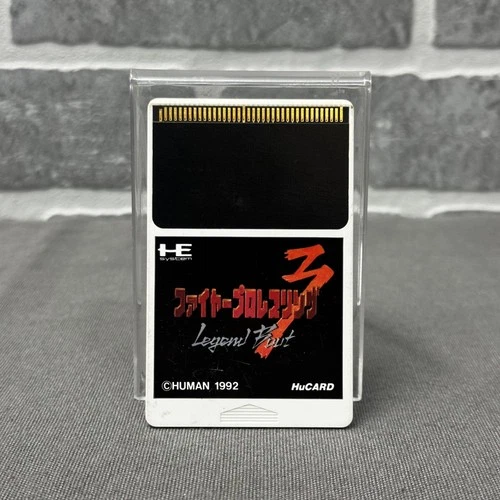 HE
system
3
ファイヤープロレスリング
Legend Bout
©HUMAN 1992
HuCARD